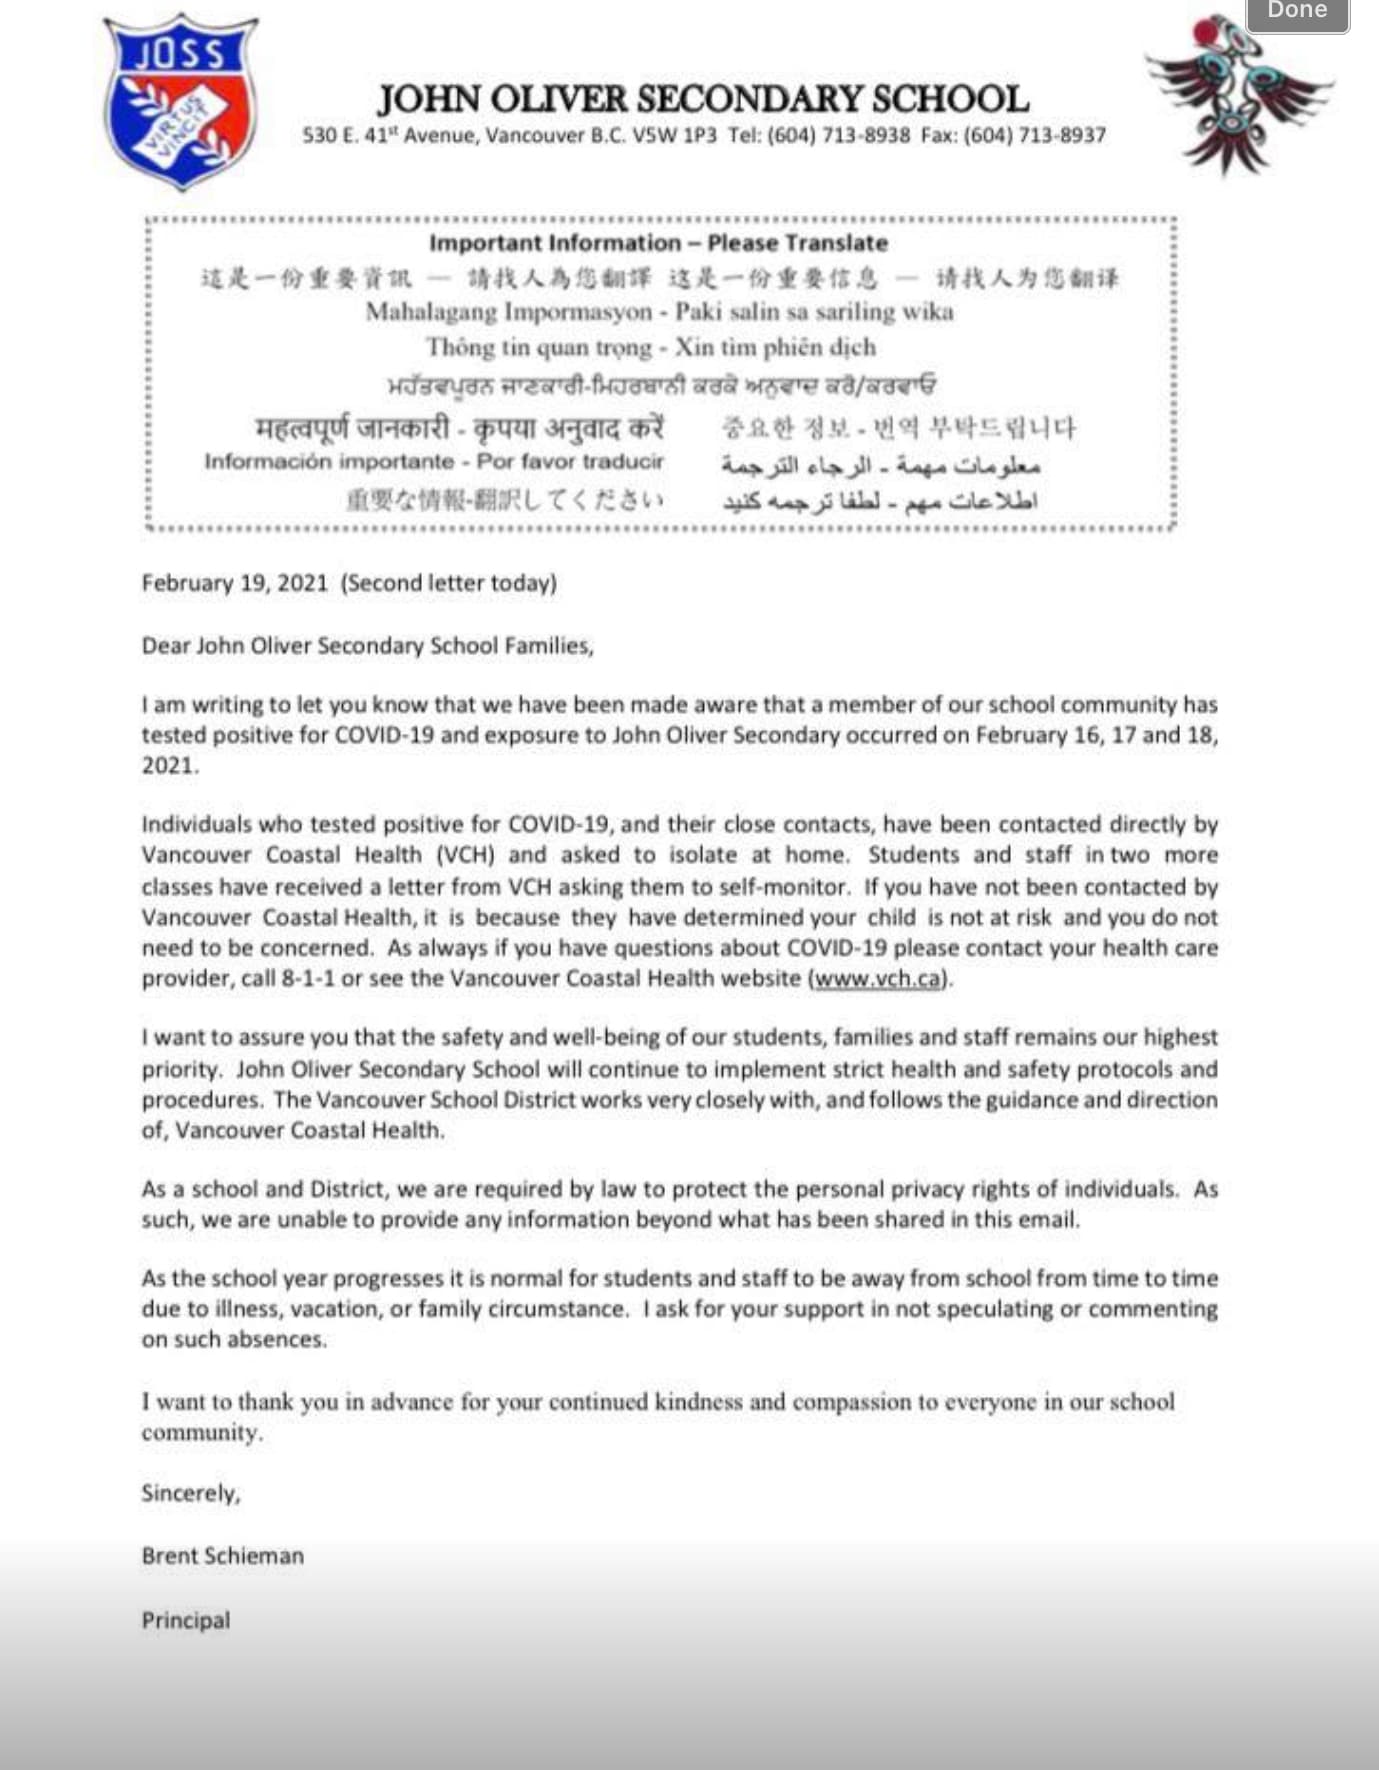 Done
JOSS
VIRTUS
VINCIT
JOHN OLIVER SECONDARY SCHOOL
530 E. 41st Avenue, Vancouver B.C. V5W 1P3 Tel: (604) 713-8938 Fax: (604) 713-8937
Important Information – Please Translate
這是一份重要資訊 — 請找人為您翻譯 这是一份重要信息 — 请找人为您翻译
Mahalagang Impormasyon - Paki salin sa sariling wika
Thông tin quan trọng - Xin tìm phiên dịch
ਮਹੱਤਵਪੂਰਨ ਜਾਣਕਾਰੀ-ਮਿਹਰਬਾਨੀ ਕਰਕੇ ਅਨੁਵਾਦ ਕਰੋ/ਕਰਵਾਓ
महत्वपूर्ण जानकारी - कृपया अनुवाद करें 중요한 정보 - 번역 부탁드립니다
Información importante - Por favor traducir معلومات مهمة - الرجاء الترجمة
重要な情報-翻訳してください اطلاعات مهم - لطفا ترجمه کنید
February 19, 2021 (Second letter today)
Dear John Oliver Secondary School Families,
I am writing to let you know that we have been made aware that a member of our school community has
tested positive for COVID-19 and exposure to John Oliver Secondary occurred on February 16, 17 and 18,
2021.
Individuals who tested positive for COVID-19, and their close contacts, have been contacted directly by
Vancouver Coastal Health (VCH) and asked to isolate at home. Students and staff in two more
classes have received a letter from VCH asking them to self-monitor. If you have not been contacted by
Vancouver Coastal Health, it is because they have determined your child is not at risk and you do not
need to be concerned. As always if you have questions about COVID-19 please contact your health care
provider, call 8-1-1 or see the Vancouver Coastal Health website (www.vch.ca).
I want to assure you that the safety and well-being of our students, families and staff remains our highest
priority. John Oliver Secondary School will continue to implement strict health and safety protocols and
procedures. The Vancouver School District works very closely with, and follows the guidance and direction
of, Vancouver Coastal Health.
As a school and District, we are required by law to protect the personal privacy rights of individuals. As
such, we are unable to provide any information beyond what has been shared in this email.
As the school year progresses it is normal for students and staff to be away from school from time to time
due to illness, vacation, or family circumstance. I ask for your support in not speculating or commenting
on such absences.
I want to thank you in advance for your continued kindness and compassion to everyone in our school
community.
Sincerely,
Brent Schieman
Principal